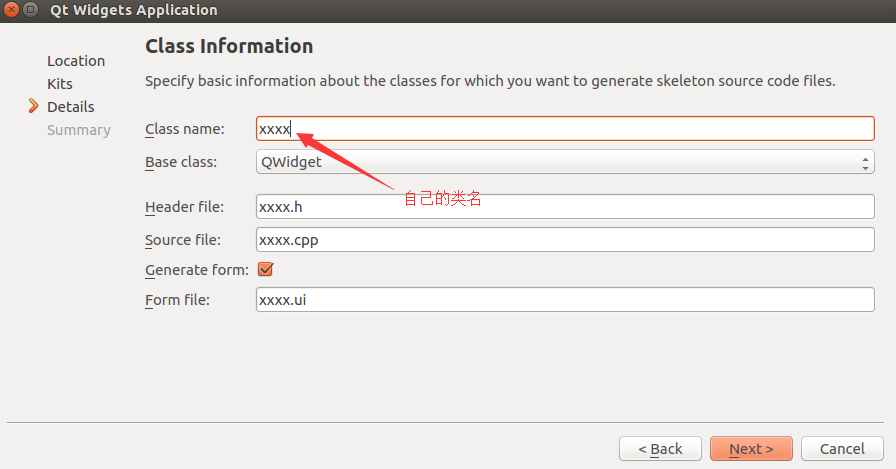 Qt Widgets Application
Class Information
Location
Kits
Details
Summary
Specify basic information about the classes for which you want to generate skeleton source code files.
Class name: xxxx
Base class: QWidget
自己的类名
Header file: xxxx.h
Source file: xxxx.cpp
Generate form:
Form file: xxxx.ui
< Back Next > Cancel